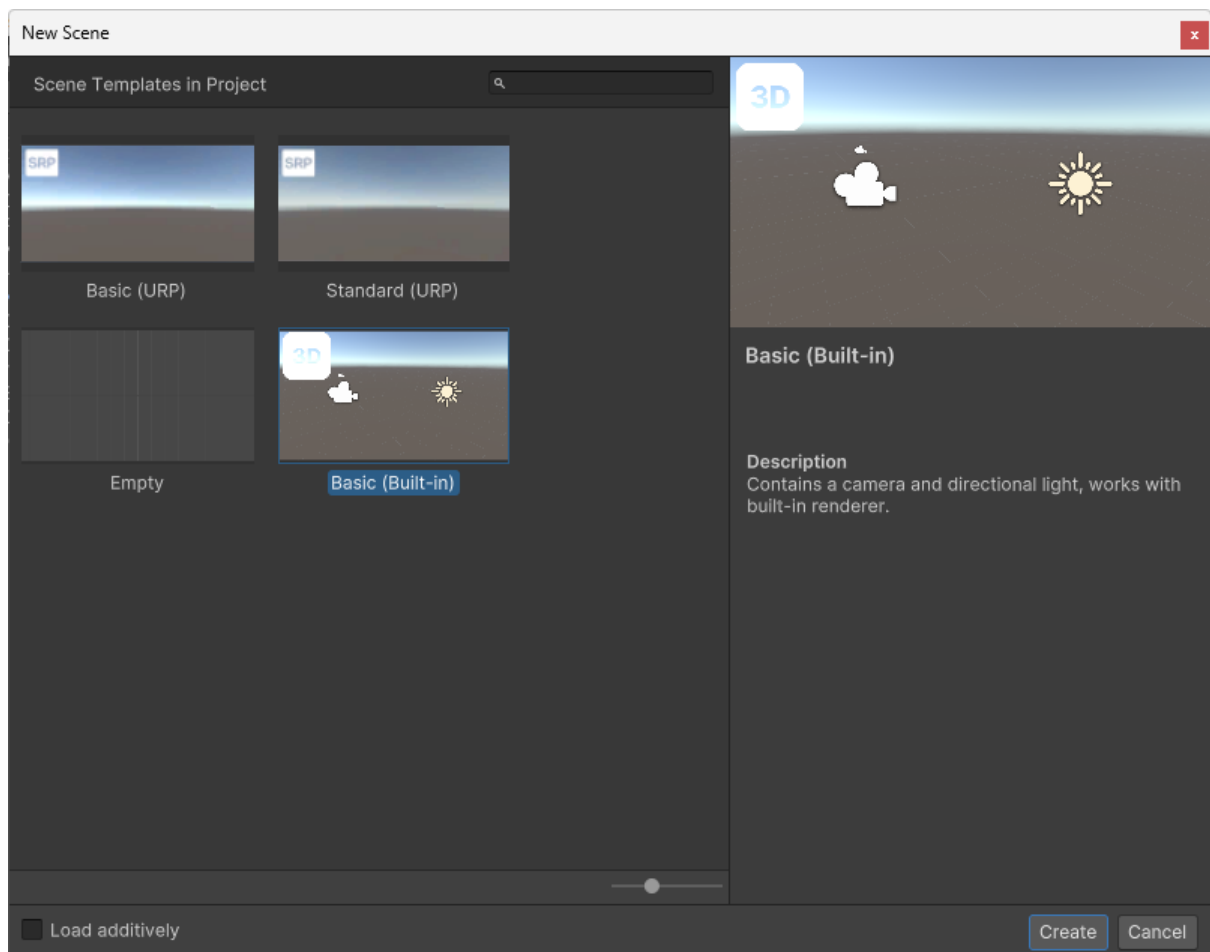 New Scene
x
Scene Templates in Project
3D
SRP
SRP
Basic (URP)
Standard (URP)
3D
Empty
Basic (Built-in)
Basic (Built-in)
Description
Contains a camera and directional light, works with
built-in renderer.
Load additively
Create
Cancel